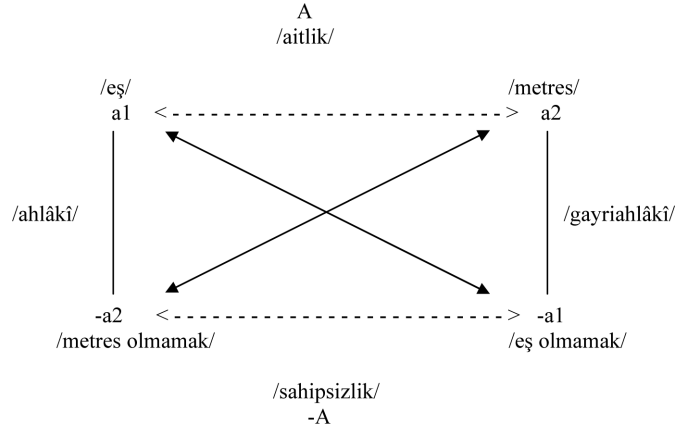 A
/aitlik/
/eş/ /metres/
a1 < - - - - - - - - - - - - - - - - - - - - - - - - - > a2
/ahlâkî/ /gayriahlâkî/
-a2 < - - - - - - - - - - - - - - - - - - - - - - - - - > -a1
/metres olmamak/ /eş olmamak/
/sahipsizlik/
-A